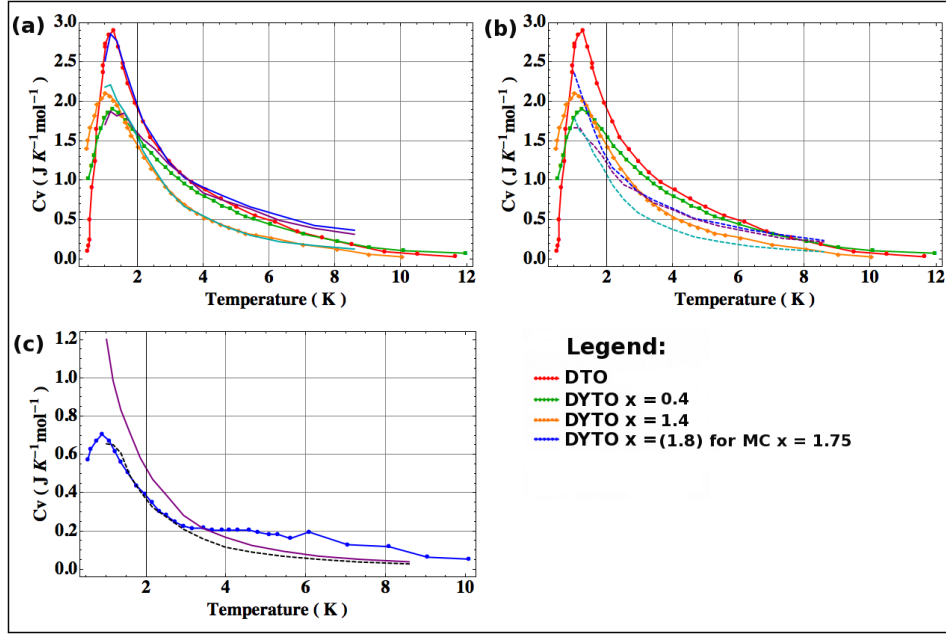 (a)
3.0
2.5
2.0
1.5
1.0
0.5
0.0
Cv ( J K⁻¹mol⁻¹)
2 4 6 8 10 12
Temperature ( K )
(b)
3.0
2.5
2.0
1.5
1.0
0.5
0.0
Cv ( J K⁻¹mol⁻¹)
2 4 6 8 10 12
Temperature ( K )
(c)
1.2
1.0
0.8
0.6
0.4
0.2
0.0
Cv ( J K⁻¹mol⁻¹)
2 4 6 8 10
Temperature ( K )
Legend:
DTO
DYTO x = 0.4
DYTO x = 1.4
DYTO x = (1.8) for MC x = 1.75